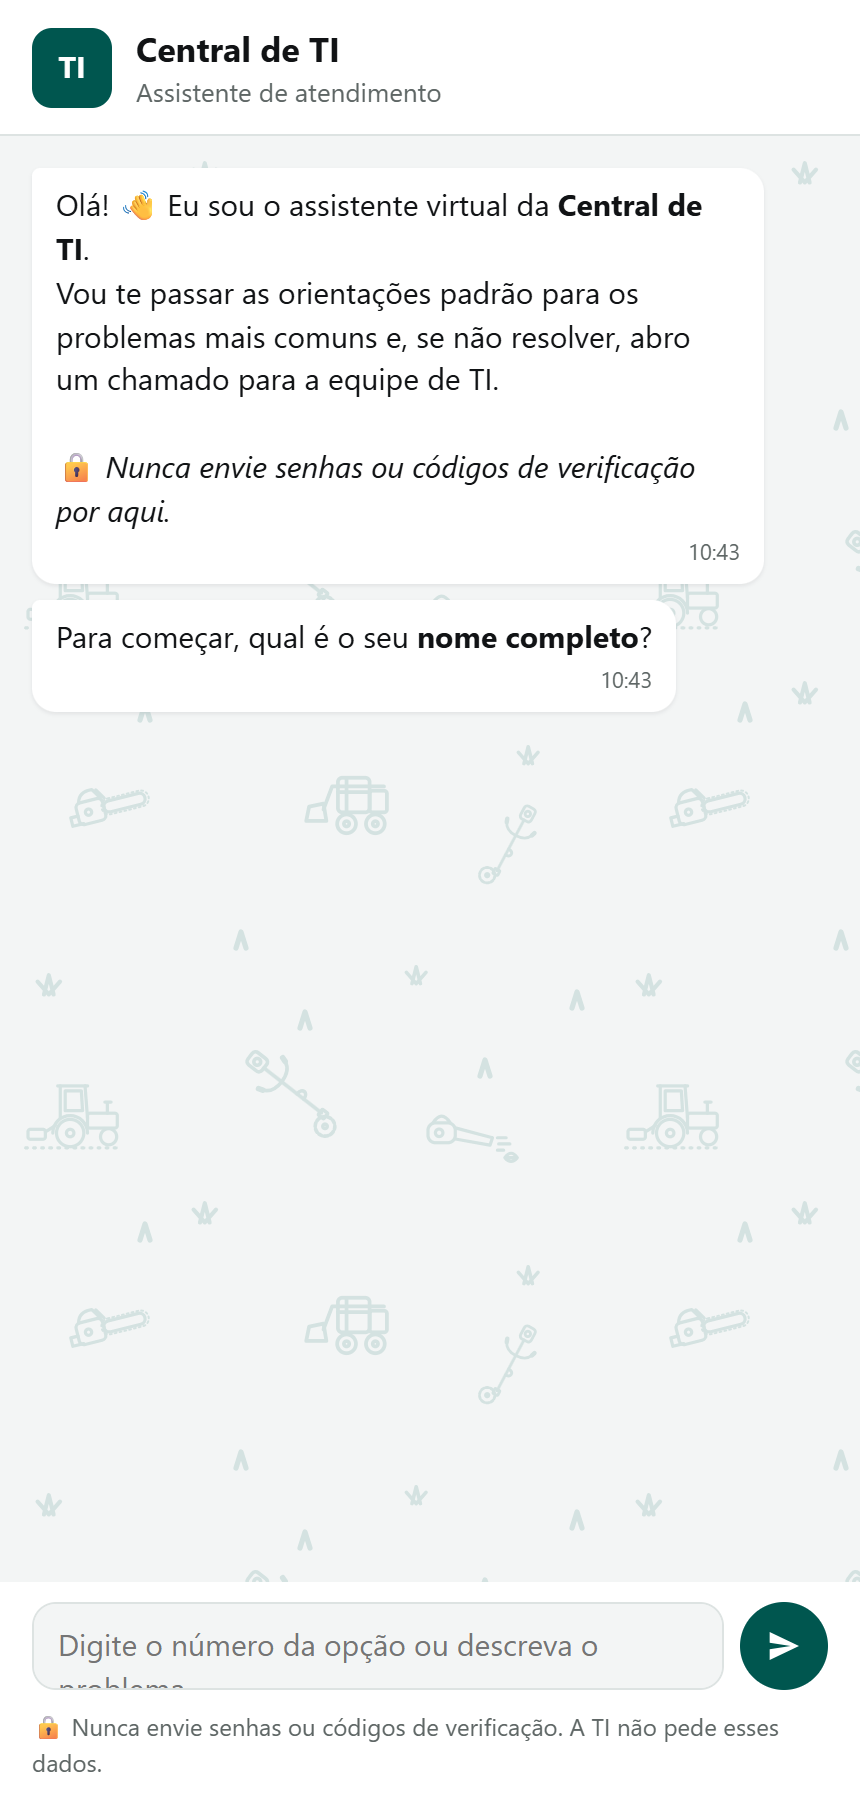 TI
Central de TI
Assistente de atendimento
Olá! 👋 Eu sou o assistente virtual da Central de
TI.
Vou te passar as orientações padrão para os
problemas mais comuns e, se não resolver, abro
um chamado para a equipe de TI.
🔒 Nunca envie senhas ou códigos de verificação
por aqui.
10:43
Para começar, qual é o seu nome completo?
10:43
Digite o número da opção ou descreva o
problema
🔒 Nunca envie senhas ou códigos de verificação. A TI não pede esses
dados.